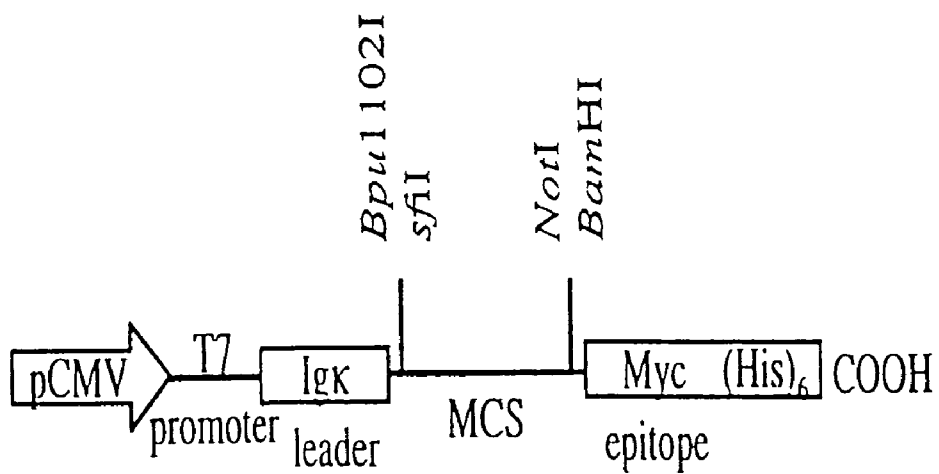 Bpu1102I
sfiI
NotI
BamHI
pCMV
T7
promoter
Igκ
leader
MCS
Myc (His)6
epitope
COOH